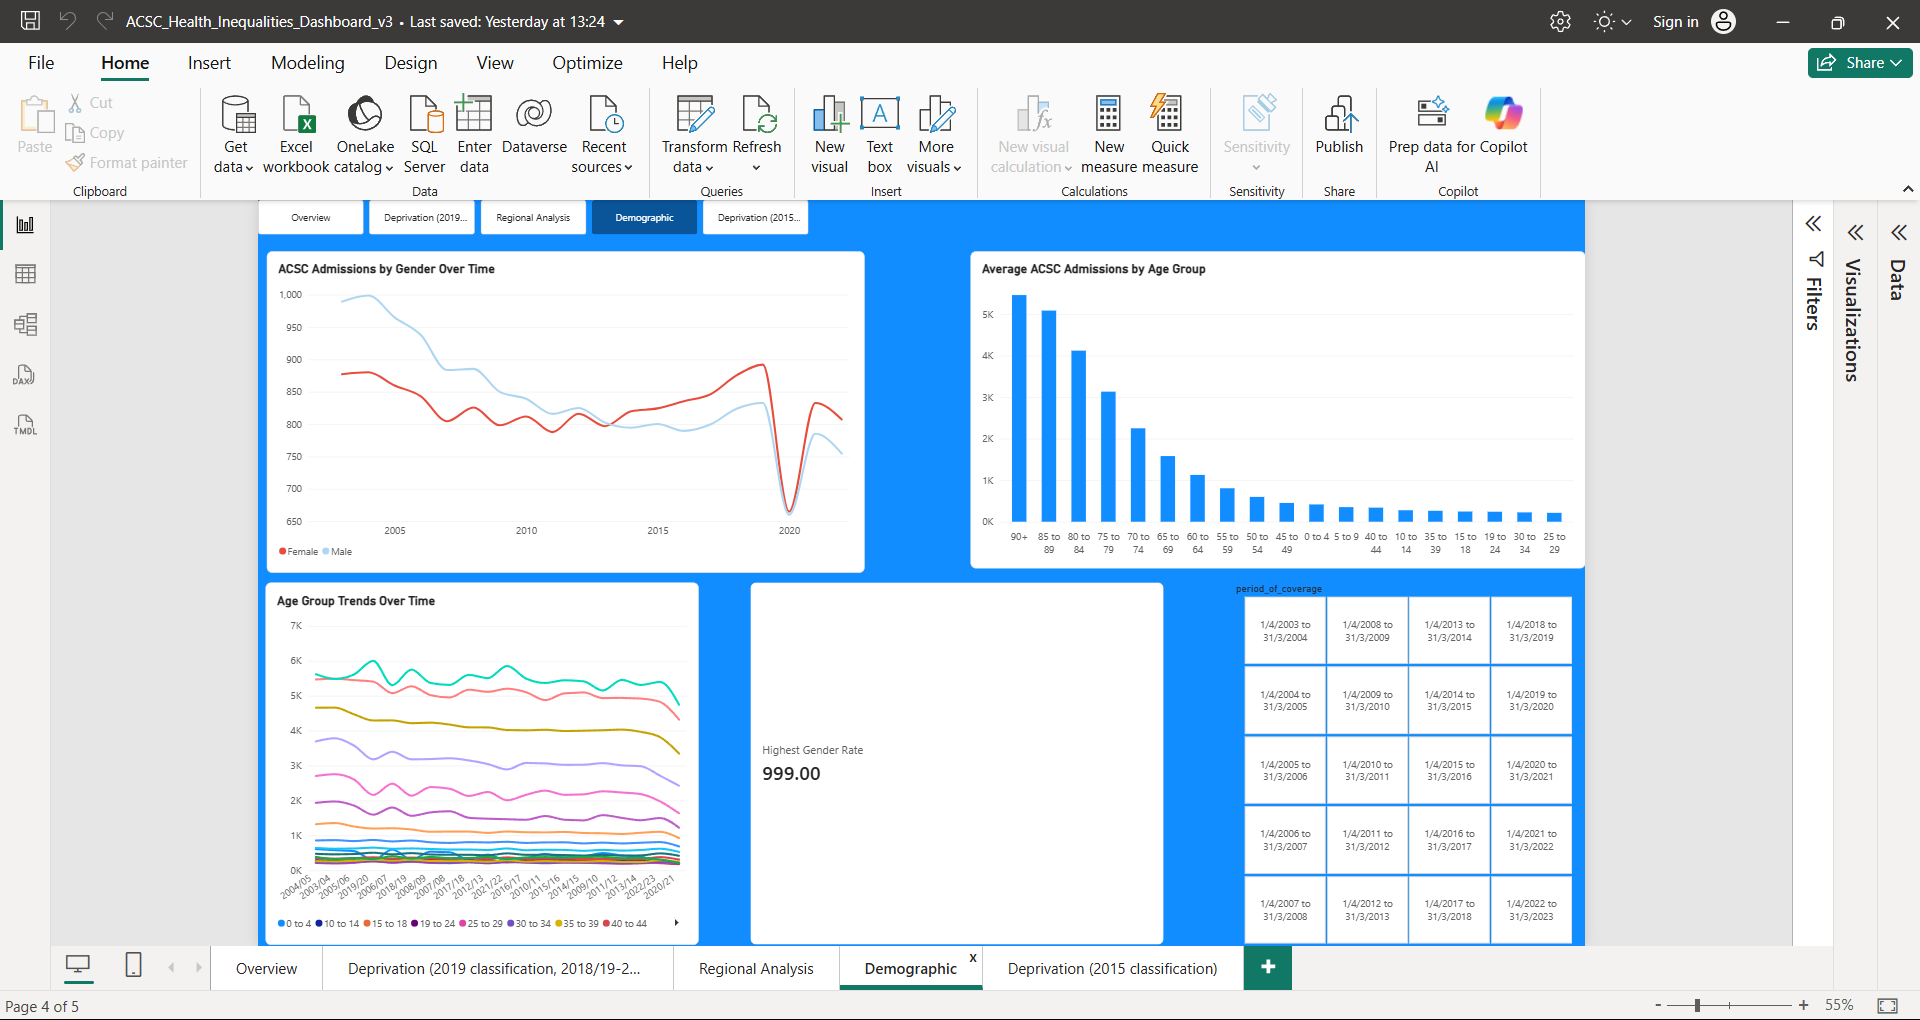 ACSC_Health_Inequalities_Dashboard_v3 • Last saved: Yesterday at 13:24
Sign in
File Home Insert Modeling Design View Optimize Help
Share
Paste
Cut
Copy
Format painter
Clipboard
Get data
Excel workbook
OneLake catalog
SQL Server
Enter data
Dataverse
Recent sources
Data
Transform data
Refresh
Queries
New visual
Text box
More visuals
Insert
New visual calculation
New measure
Quick measure
Calculations
Sensitivity
Sensitivity
Publish
Share
Prep data for AI
Copilot
Copilot
DAX
TMDL
Overview
Deprivation (2019...
Regional Analysis
Demographic
Deprivation (2015...
ACSC Admissions by Gender Over Time
1,000
950
900
850
800
750
700
650
2005 2010 2015 2020
Female Male
Average ACSC Admissions by Age Group
5K
4K
3K
2K
1K
0K
90+
85 to 89
80 to 84
75 to 79
70 to 74
65 to 69
60 to 64
55 to 59
50 to 54
45 to 49
0 to 4
5 to 9
40 to 44
10 to 14
35 to 39
15 to 18
19 to 24
30 to 34
25 to 29
Age Group Trends Over Time
7K
6K
5K
4K
3K
2K
1K
0K
2004/05
2003/04
2005/06
2019/20
2006/07
2018/19
2008/09
2007/08
2017/18
2012/13
2021/22
2016/17
2010/11
2015/16
2014/15
2009/10
2011/12
2013/14
2022/23
2020/21
0 to 4 10 to 14 15 to 18 19 to 24 25 to 29 30 to 34 35 to 39 40 to 44
Highest Gender Rate
999.00
period_of_coverage
1/4/2003 to 31/3/2004
1/4/2008 to 31/3/2009
1/4/2013 to 31/3/2014
1/4/2018 to 31/3/2019
1/4/2004 to 31/3/2005
1/4/2009 to 31/3/2010
1/4/2014 to 31/3/2015
1/4/2019 to 31/3/2020
1/4/2005 to 31/3/2006
1/4/2010 to 31/3/2011
1/4/2015 to 31/3/2016
1/4/2020 to 31/3/2021
1/4/2006 to 31/3/2007
1/4/2011 to 31/3/2012
1/4/2016 to 31/3/2017
1/4/2021 to 31/3/2022
1/4/2007 to 31/3/2008
1/4/2012 to 31/3/2013
1/4/2017 to 31/3/2018
1/4/2022 to 31/3/2023
Filters
Visualizations
Data
Overview
Deprivation (2019 classification, 2018/19-2...
Regional Analysis
Demographic
Deprivation (2015 classification)
Page 4 of 5
55%